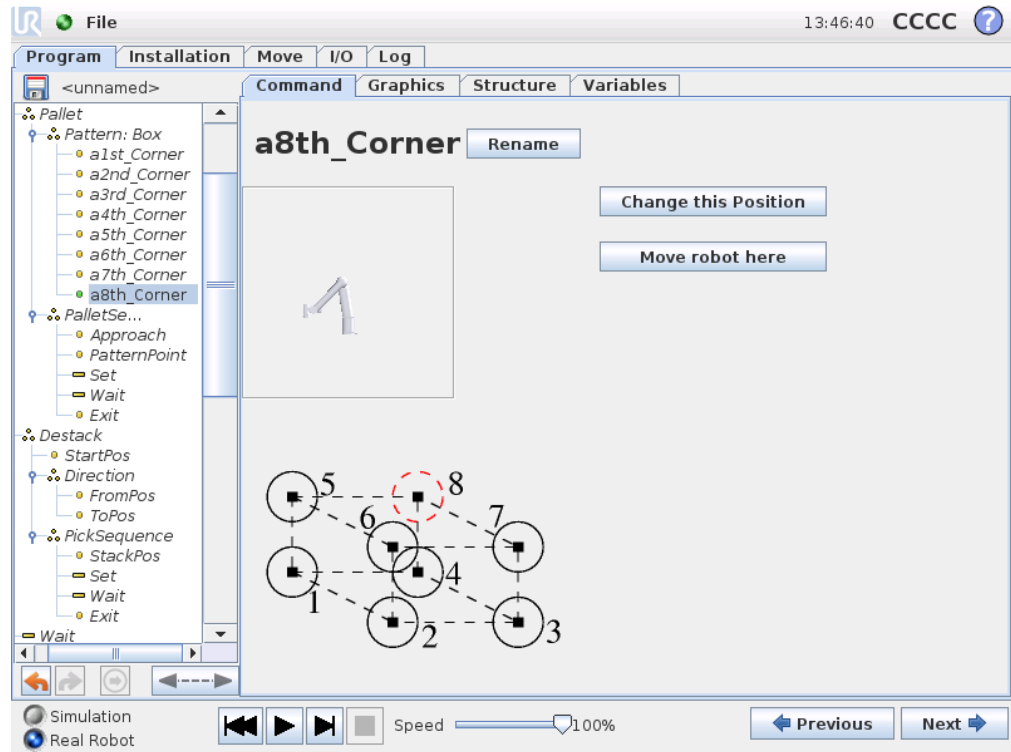 UR File 13:46:40 CCCC ?
Program Installation Move I/O Log
<unnamed>
Command Graphics Structure Variables
Pallet
Pattern: Box
a1st_Corner
a2nd_Corner
a3rd_Corner
a4th_Corner
a5th_Corner
a6th_Corner
a7th_Corner
a8th_Corner
PalletSe...
Approach
PatternPoint
Set
Wait
Exit
Destack
StartPos
Direction
FromPos
ToPos
PickSequence
StackPos
Set
Wait
Exit
Wait
a8th_Corner Rename
Change this Position
Move robot here
5 8
6 7
1 4
2 3
Simulation
Real Robot
Speed 100%
Previous Next